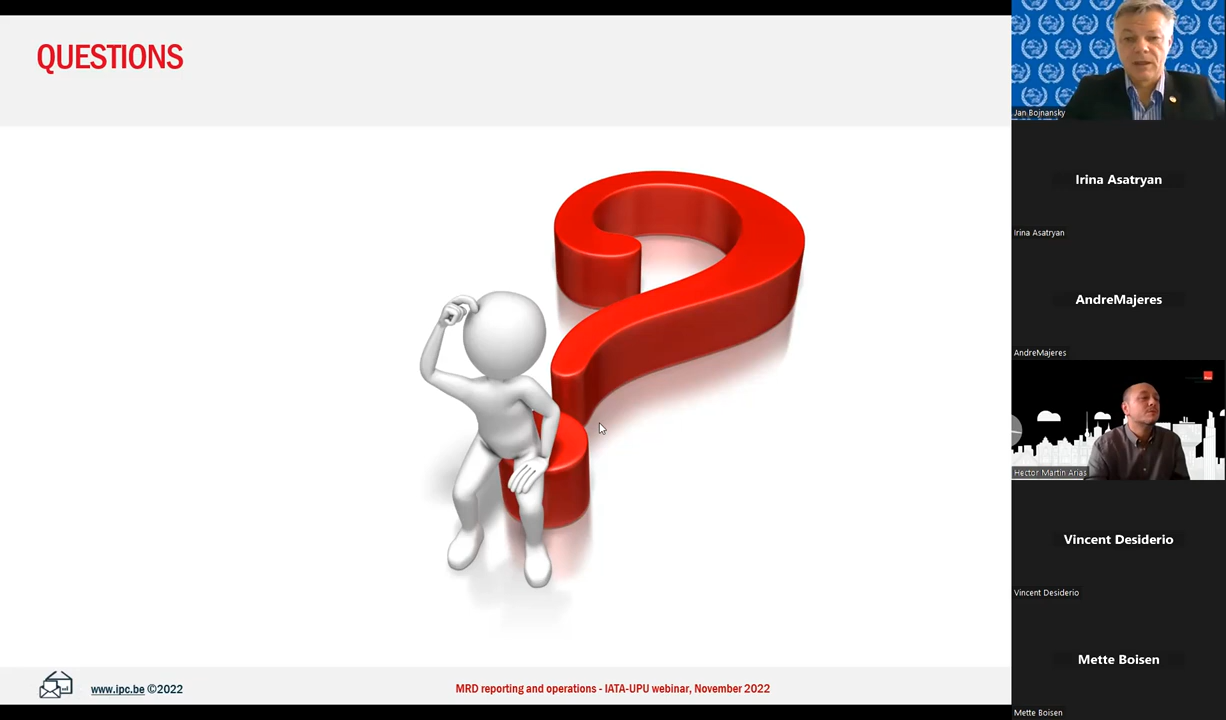 QUESTIONS
www.ipc.be ©2022
MRD reporting and operations - IATA-UPU webinar, November 2022
Jan Bojnansky
Irina Asatryan
Irina Asatryan
AndreMajeres
AndreMajeres
Hector Martin Arias
Vincent Desiderio
Vincent Desiderio
Mette Boisen
Mette Boisen